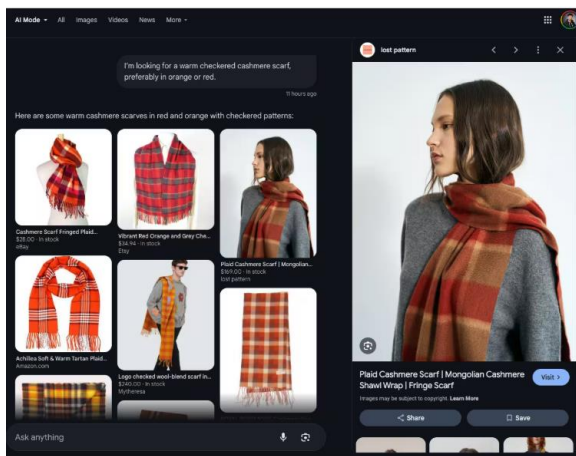 AI Mode
All
Images
Videos
News
More
I'm looking for a warm checkered cashmere scarf,
preferably in orange or red.
11 hours ago
Here are some warm cashmere scarves in red and orange with checkered patterns:
Cashmere Scarf Fringed Plaid...
$25.00 · In stock
eBay
Vibrant Red Orange and Grey Che...
$34.94 · In stock
Etsy
Plaid Cashmere Scarf | Mongolian...
$169.00 · In stock
lost pattern
Achillea Soft & Warm Tartan Plaid...
Amazon.com
Logo checked wool-blend scarf in...
$240.00 · In stock
Mytheresa
Ask anything
lost pattern
Plaid Cashmere Scarf | Mongolian Cashmere
Shawl Wrap | Fringe Scarf
Visit >
Images may be subject to copyright. Learn More
Share
Save